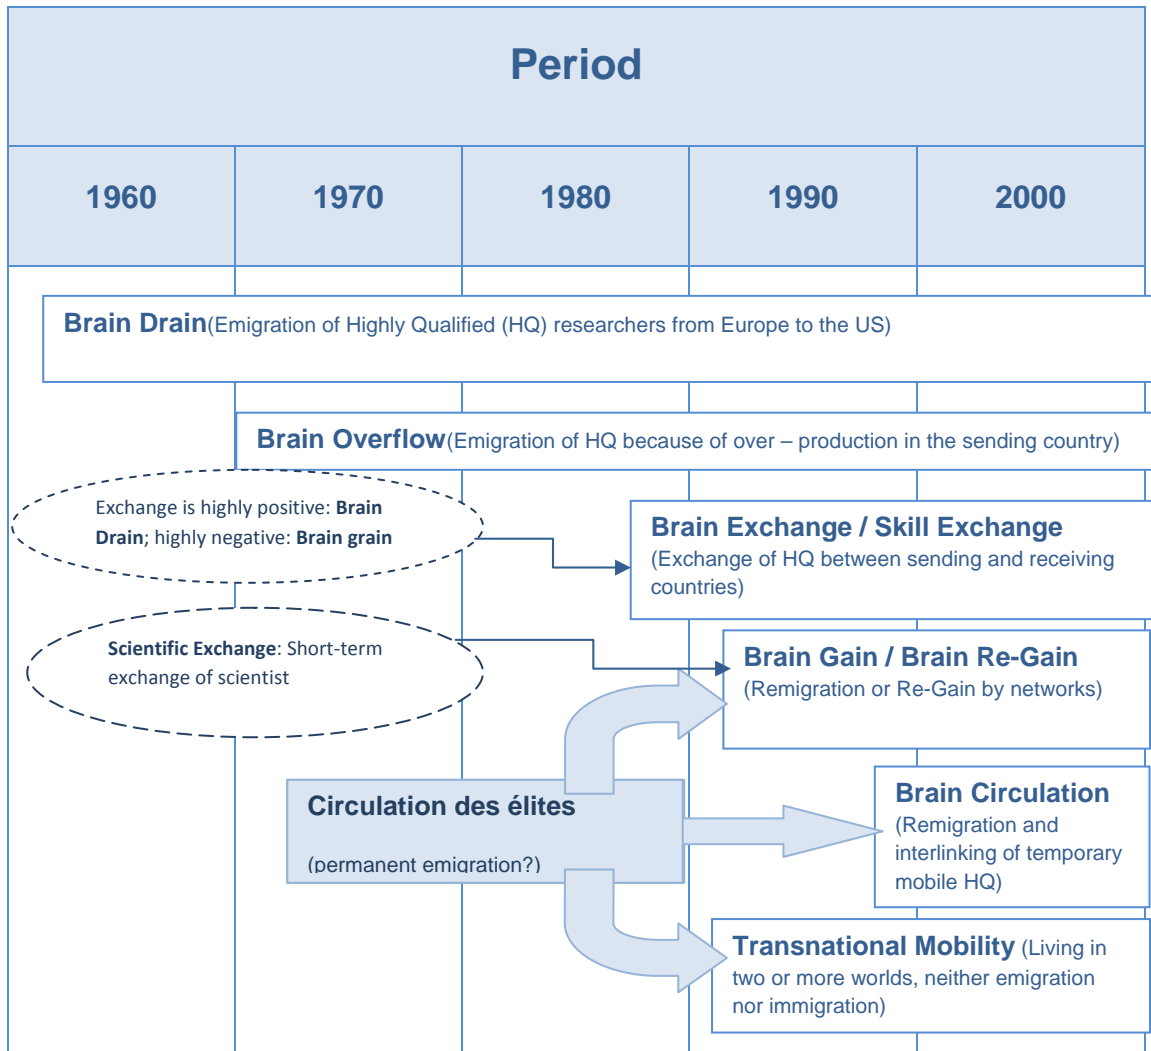 Period
1960 1970 1980 1990 2000
Brain Drain(Emigration of Highly Qualified (HQ) researchers from Europe to the US)
Brain Overflow(Emigration of HQ because of over – production in the sending country)
Exchange is highly positive: Brain
Drain; highly negative: Brain grain
Brain Exchange / Skill Exchange
(Exchange of HQ between sending and receiving
countries)
Scientific Exchange: Short-term
exchange of scientist
Brain Gain / Brain Re-Gain
(Remigration or Re-Gain by networks)
Circulation des élites
(permanent emigration?)
Brain Circulation
(Remigration and
interlinking of temporary
mobile HQ)
Transnational Mobility (Living in
two or more worlds, neither emigration
nor immigration)